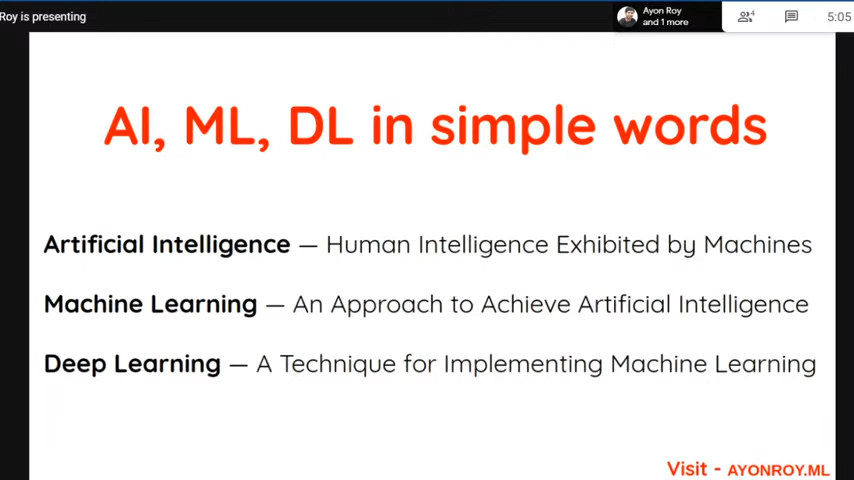 Roy is presenting
Ayon Roy
and 1 more
4
5:05
AI, ML, DL in simple words
Artificial Intelligence — Human Intelligence Exhibited by Machines
Machine Learning — An Approach to Achieve Artificial Intelligence
Deep Learning — A Technique for Implementing Machine Learning
Visit - AYONROY.ML